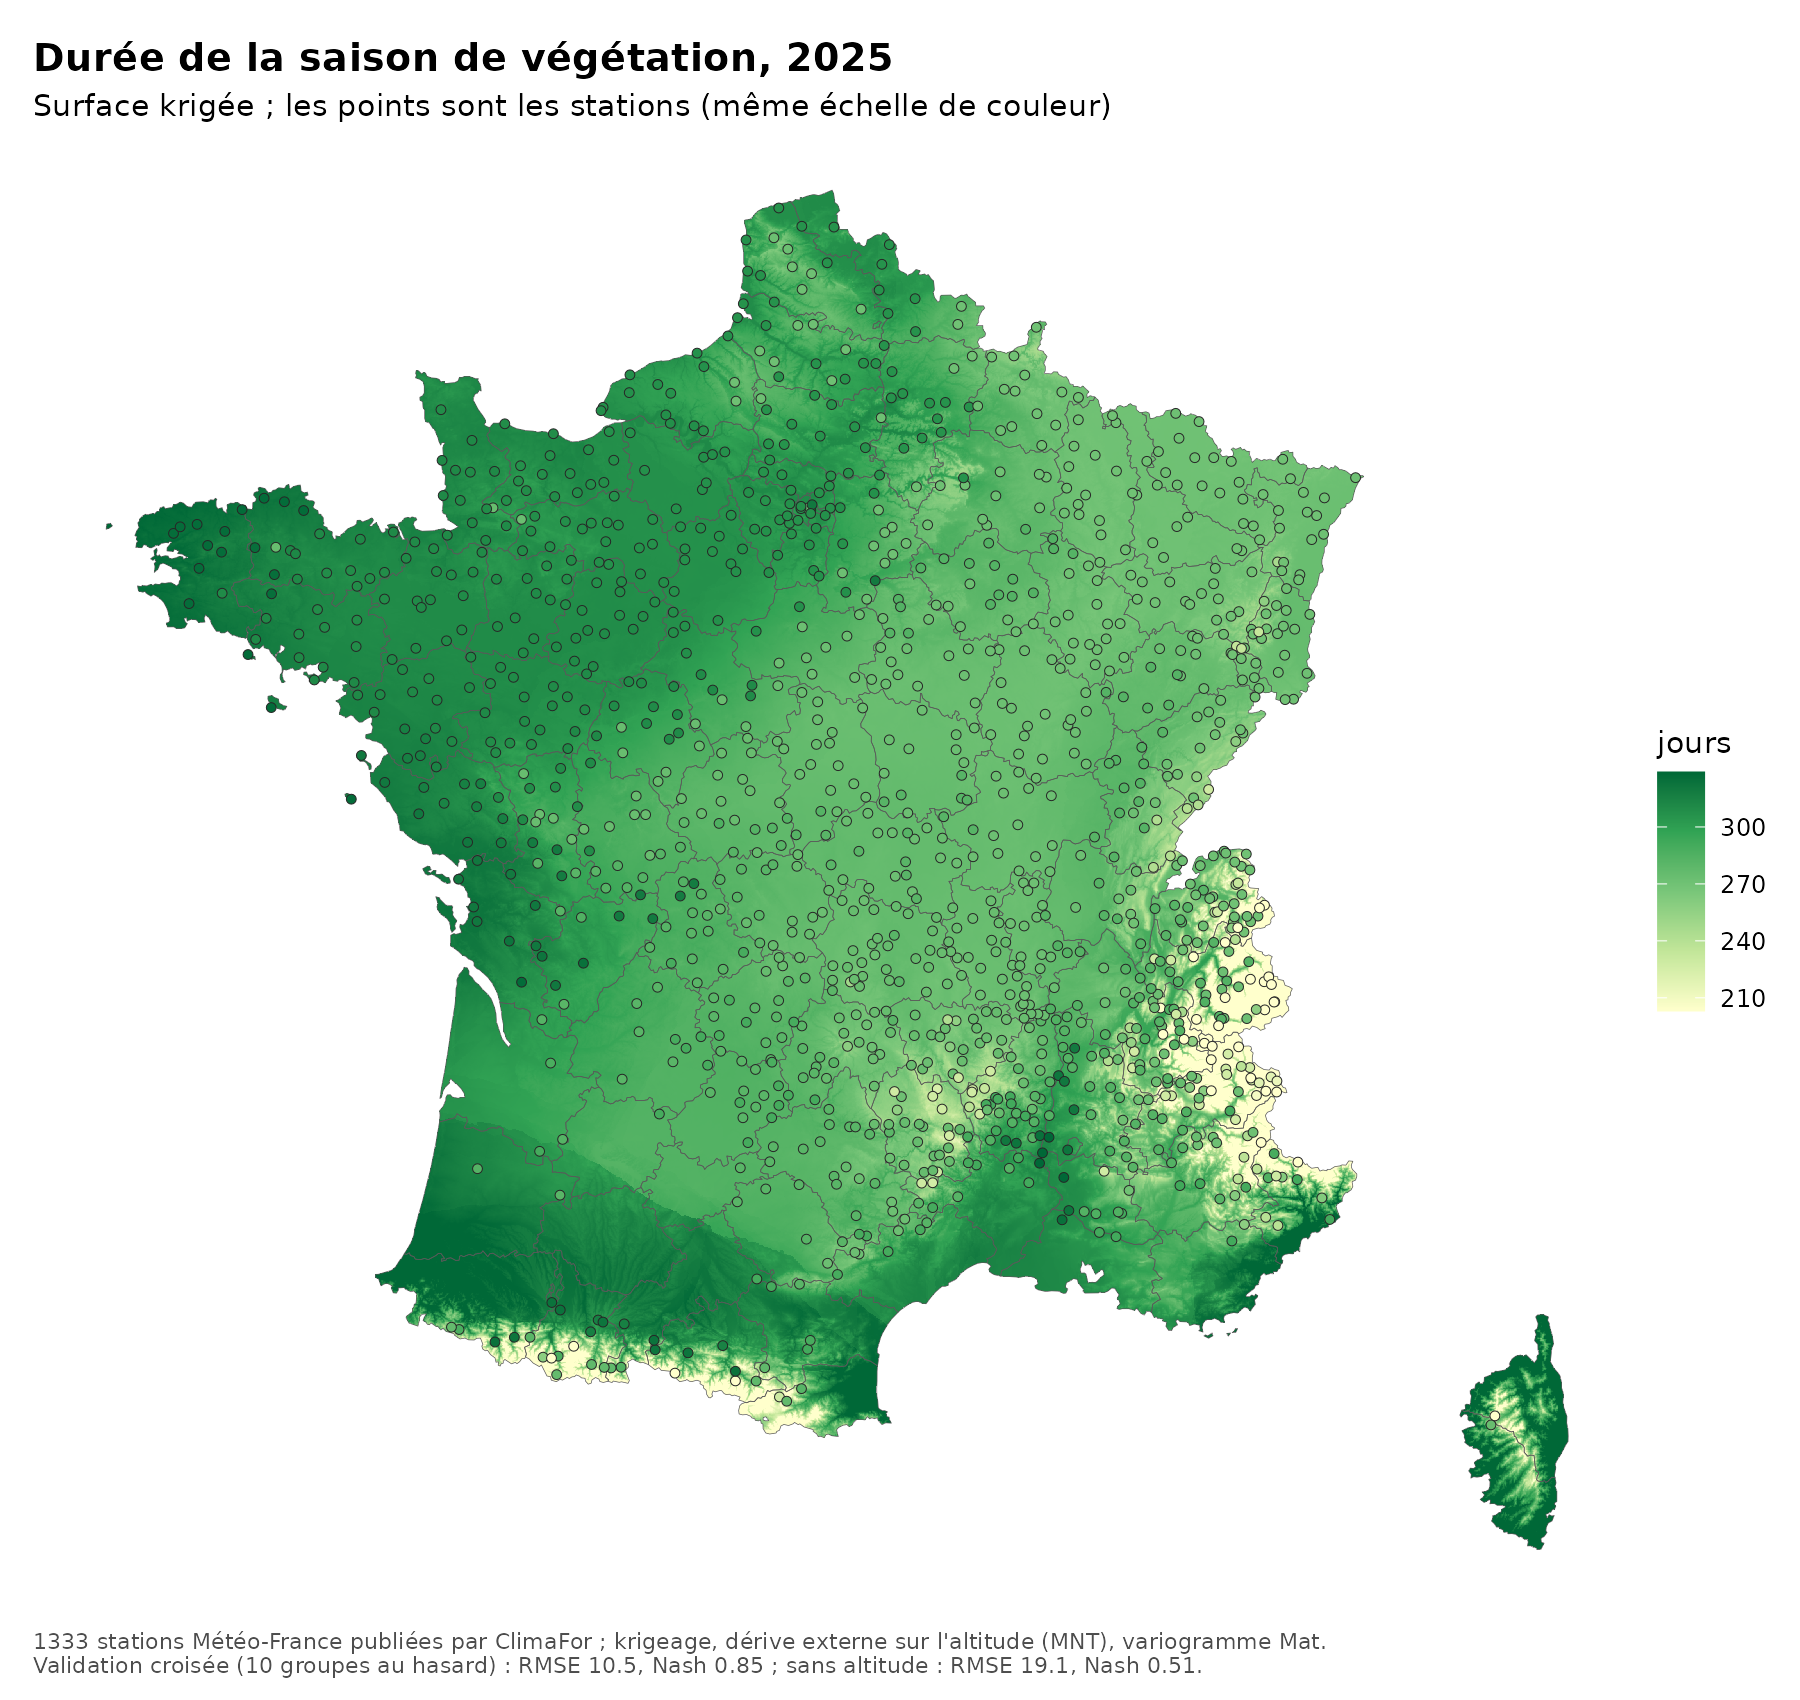 Durée de la saison de végétation, 2025
Surface krigée ; les points sont les stations (même échelle de couleur)
jours
300
270
240
210
1333 stations Météo-France publiées par ClimaFor ; krigeage, dérive externe sur l'altitude (MNT), variogramme Mat.
Validation croisée (10 groupes au hasard) : RMSE 10.5, Nash 0.85 ; sans altitude : RMSE 19.1, Nash 0.51.